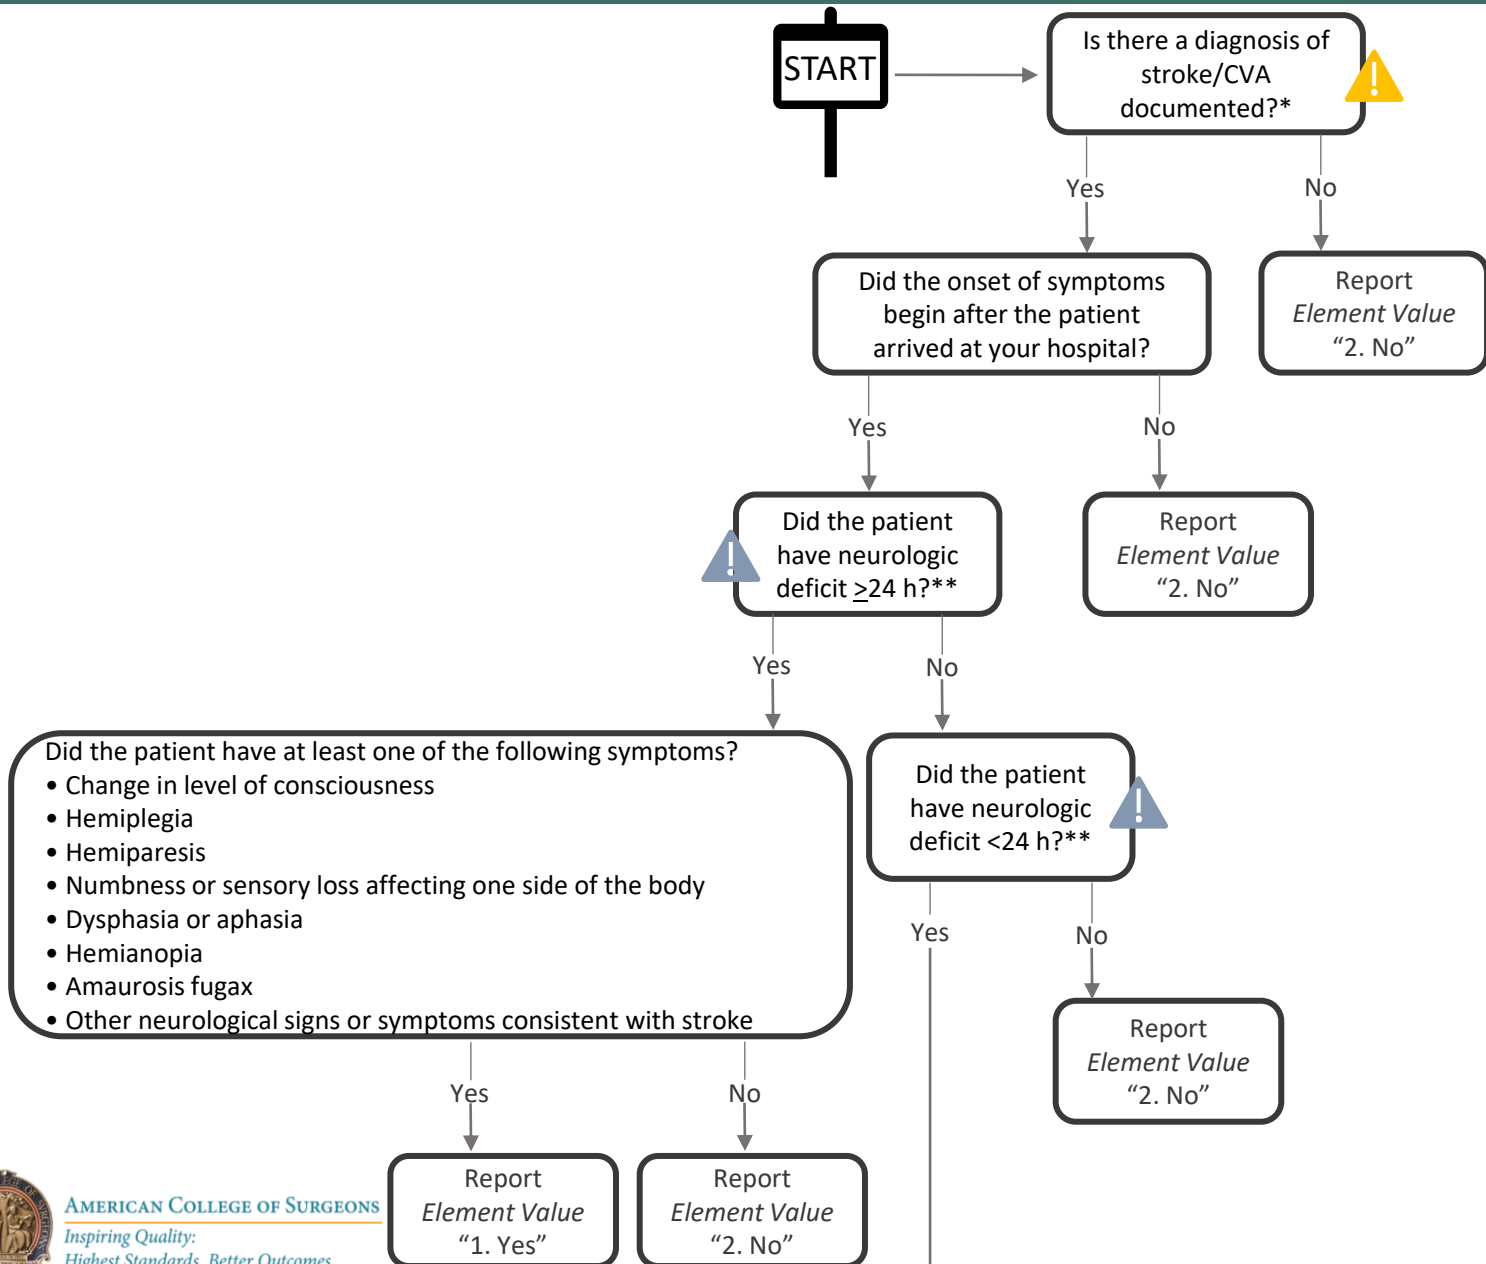 START
Is there a diagnosis of
stroke/CVA
documented?*
Yes
No
Did the onset of symptoms
begin after the patient
arrived at your hospital?
Report
Element Value
“2. No”
Yes
No
Did the patient
have neurologic
deficit >24 h?**
Report
Element Value
“2. No”
Yes
No
Did the patient have at least one of the following symptoms?
• Change in level of consciousness
• Hemiplegia
• Hemiparesis
• Numbness or sensory loss affecting one side of the body
• Dysphasia or aphasia
• Hemianopia
• Amaurosis fugax
• Other neurological signs or symptoms consistent with stroke
Did the patient
have neurologic
deficit <24 h?**
Yes
No
Report
Element Value
“2. No”
Yes
No
Report
Element Value
“1. Yes”
Report
Element Value
“2. No”
AMERICAN COLLEGE OF SURGEONS
Inspiring Quality:
Highest Standards, Better Outcomes